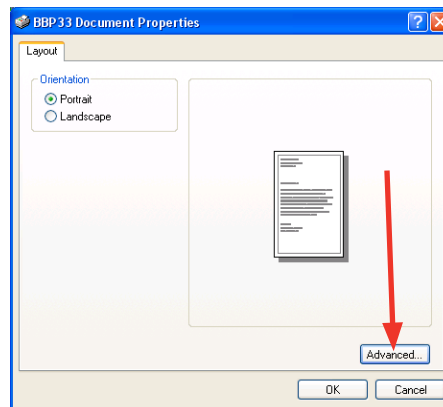 BBP33 Document Properties
Layout
Orientation
Portrait
Landscape
Advanced...
OK Cancel